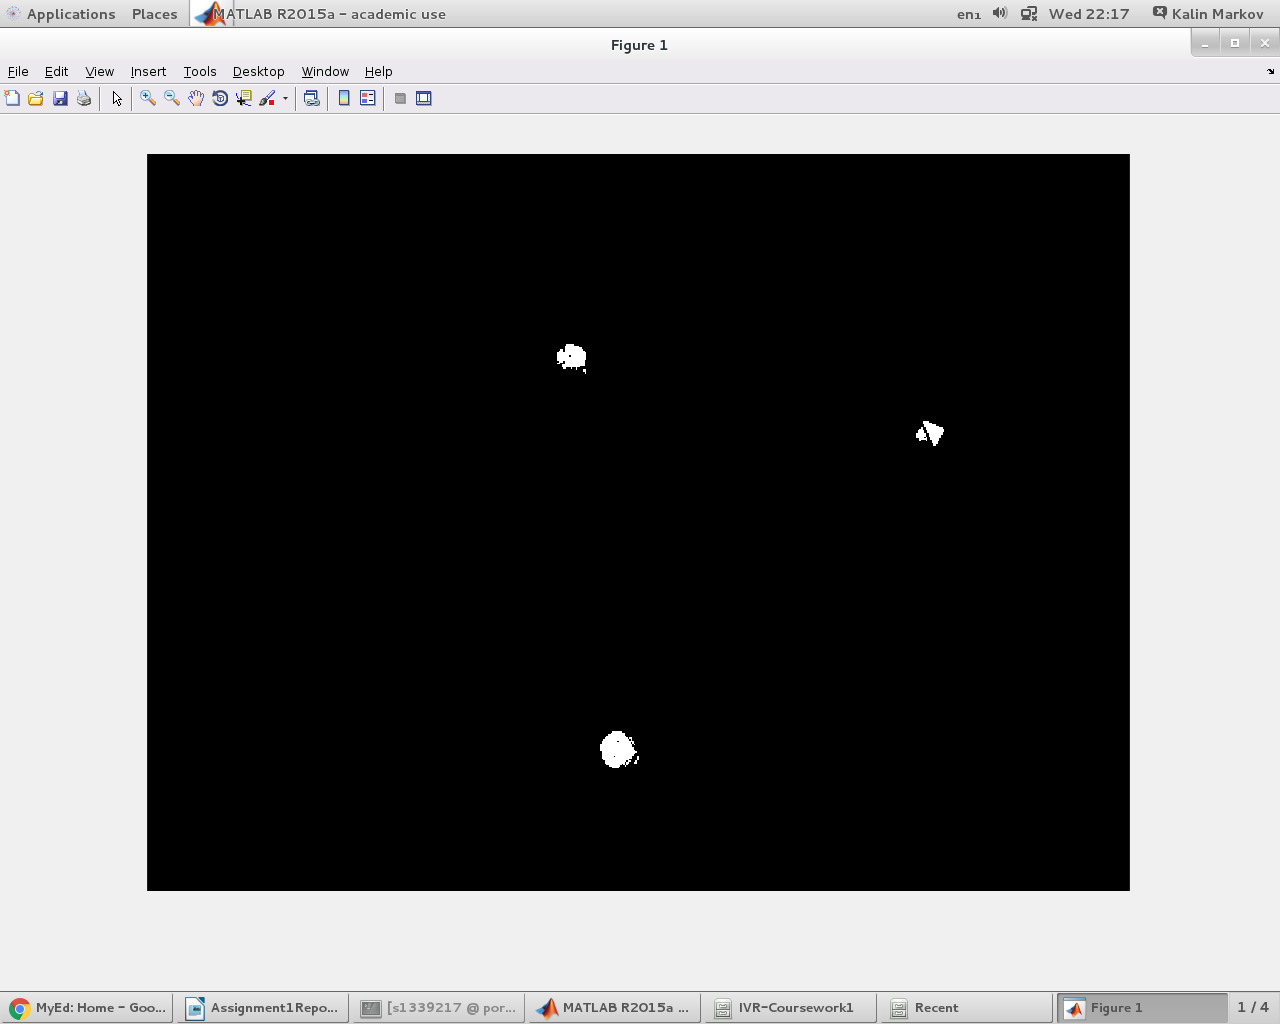 Applications Places MATLAB R2015a – academic use en₁ Wed 22:17 Kalin Markov
Figure 1
File Edit View Insert Tools Desktop Window Help
MyEd: Home – Goo... Assignment1Repo... [s1339217 @ por... MATLAB R2015a ... IVR-Coursework1 Recent Figure 1 1 / 4